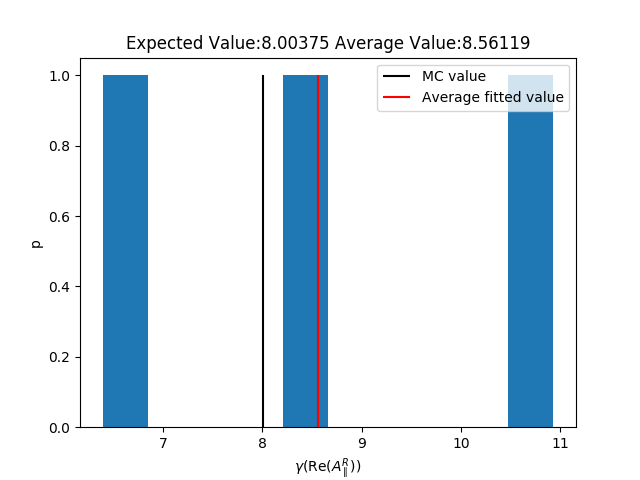 Expected Value:8.00375 Average Value:8.56119
MC value
Average fitted value
1.0
0.8
0.6
0.4
0.2
0.0
p
7 8 9 10 11
γ(Re(A∥ᴿ))